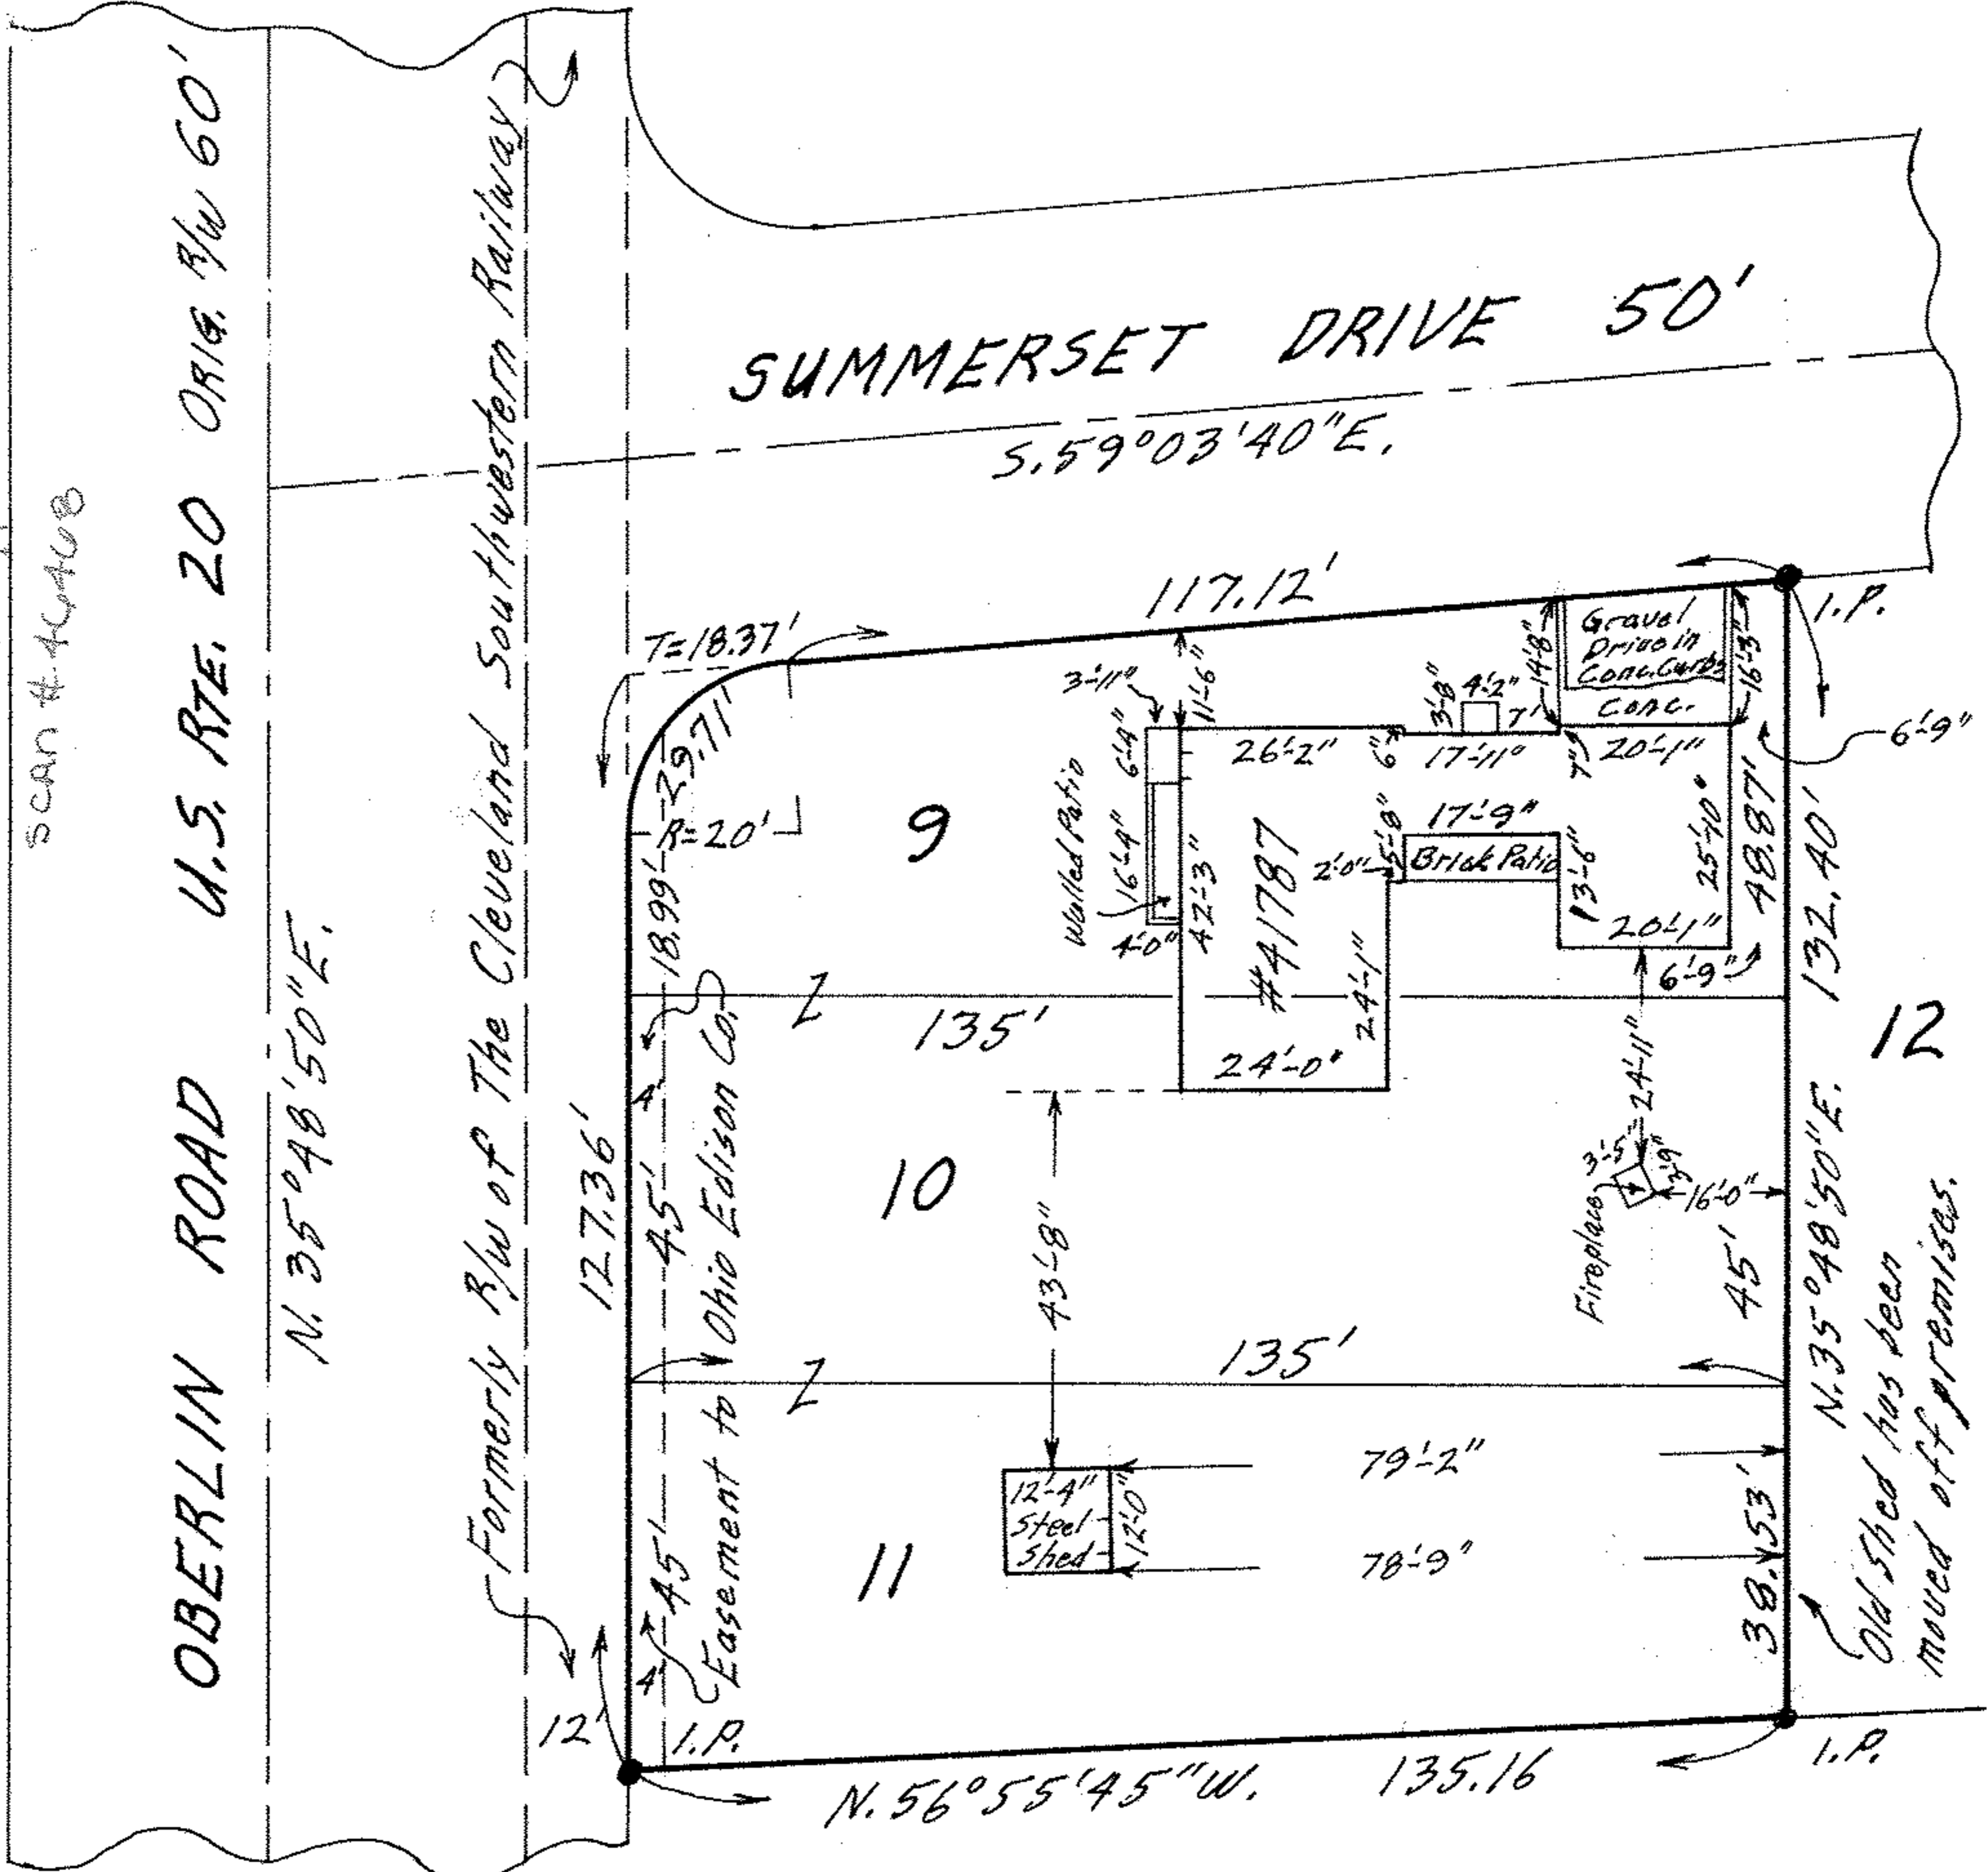 OBERLIN ROAD U.S. RTE. 20 ORIG. R/W 60'
N. 35° 48' 50" E.
Formerly R/W of The Cleveland Southwestern Railway
12'
SUMMERSET DRIVE 50'
S. 59° 03' 40" E.
117.12'
T=18.37'
29.71'
R=20'
18.99'
127.36'
4'
45'
45'
4'
Easement to Ohio Edison Co.
I.P.
9
Walled Patio
3'-11"
6'-4"
16'-4"
4'-0"
42'-3"
11'-6"
26'-2"
6"
17'-11"
3'-8"
4'-2"
7'
7"
14'-8"
Gravel
Drive in
Conc. Curbs
Conc.
16'-3"
20'-1"
I.P.
6'-9"
#41787
2'-0"
5'-8"
17'-9"
Brick Patio
13'-6"
25'-10"
20'-1"
6'-9"
48.87'
132.40'
Z
135'
24'-1"
24'-0"
24'-11"
10
43'-8"
Fireplace
3'-5"
3'-9"
16'-0"
45'
N. 35° 48' 50" E.
12
Z
135'
11
12'-4"
Steel
Shed
12'-0"
79'-2"
78'-9"
38.53'
Old Shed has been
moved off premises.
N. 56° 55' 45" W. 135.16
I.P.